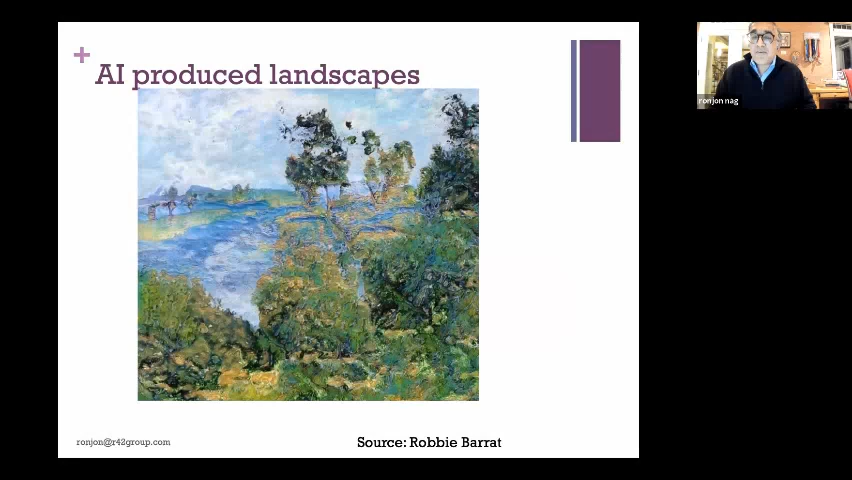 AI produced landscapes
ronjon nag
ronjon@r42group.com
Source: Robbie Barrat